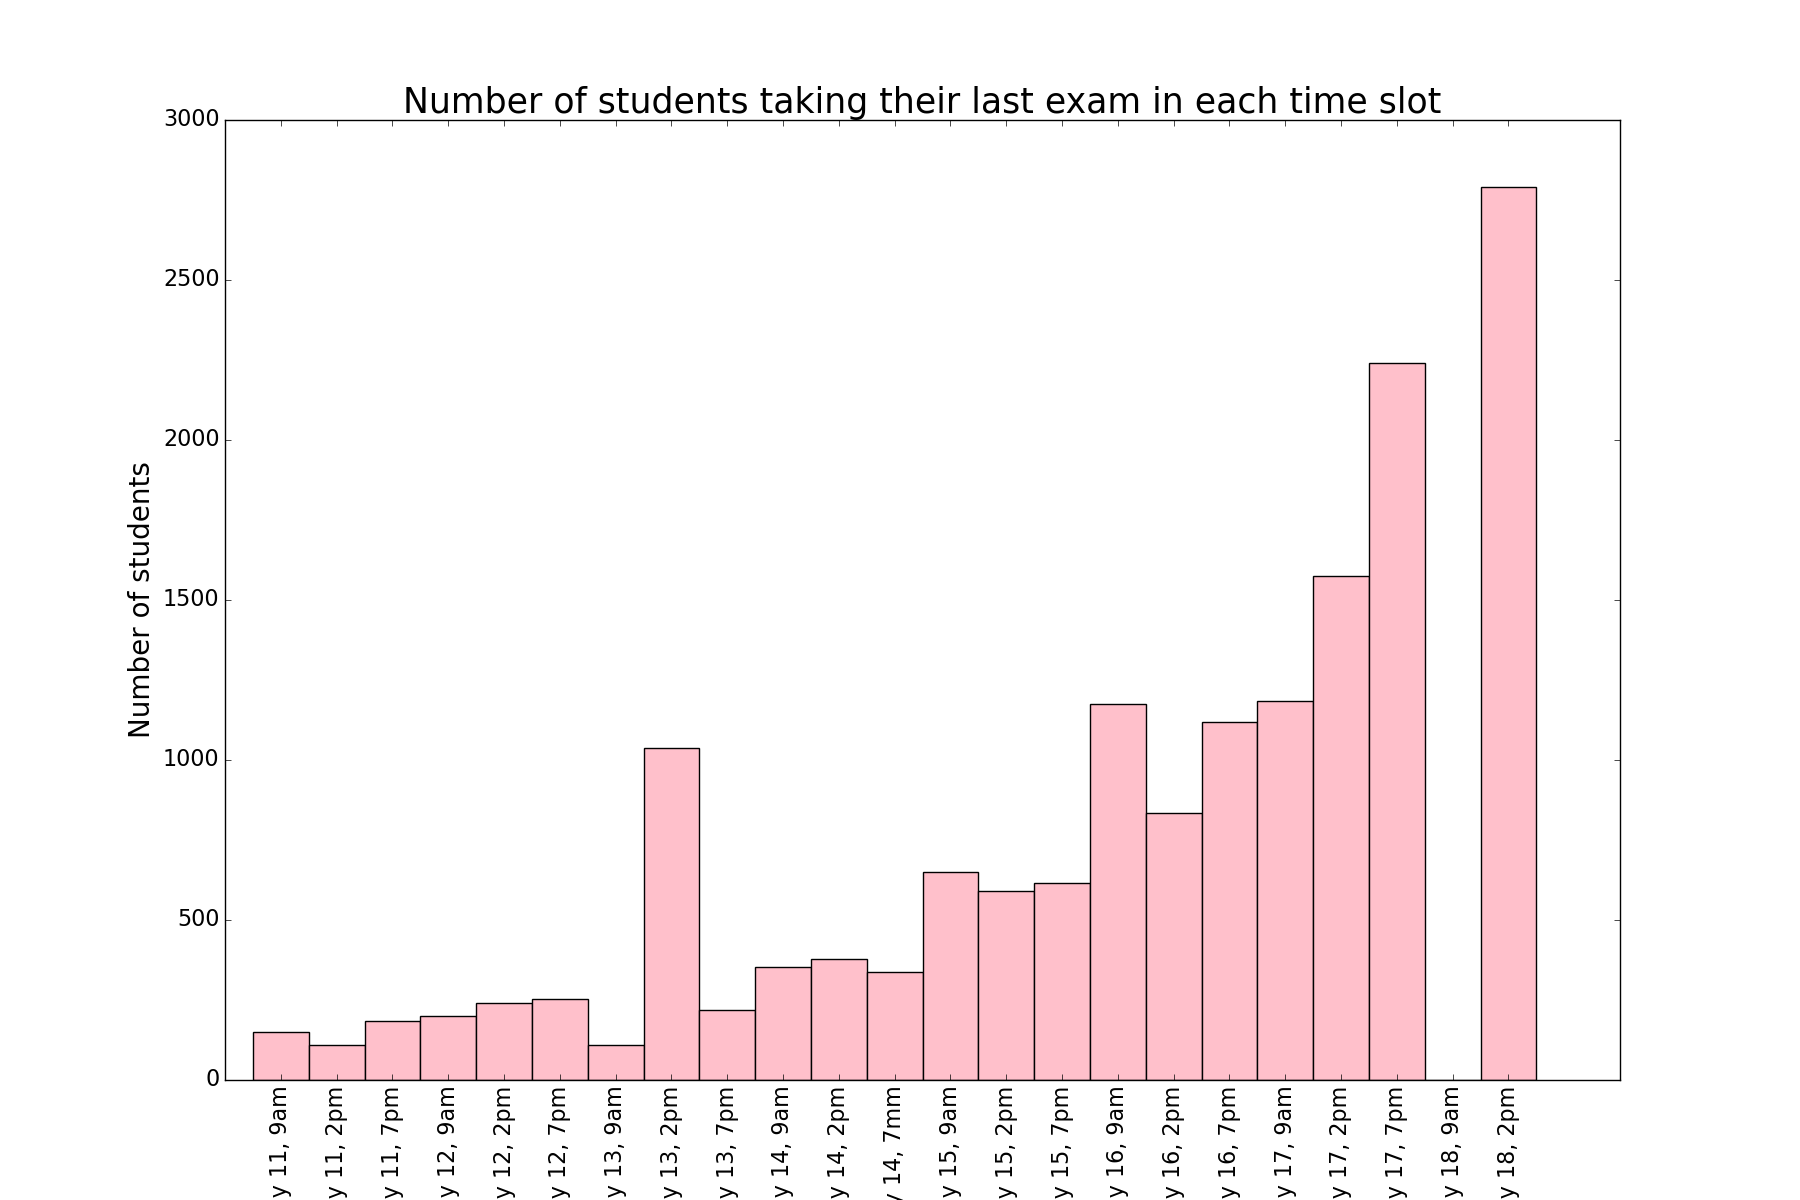 Number of students taking their last exam in each time slot
Number of students
3000
2500
2000
1500
1000
500
0
y 11, 9am
y 11, 2pm
y 11, 7pm
y 12, 9am
y 12, 2pm
y 12, 7pm
y 13, 9am
y 13, 2pm
y 13, 7pm
y 14, 9am
y 14, 2pm
y 14, 7mm
y 15, 9am
y 15, 2pm
y 15, 7pm
y 16, 9am
y 16, 2pm
y 16, 7pm
y 17, 9am
y 17, 2pm
y 17, 7pm
y 18, 9am
y 18, 2pm